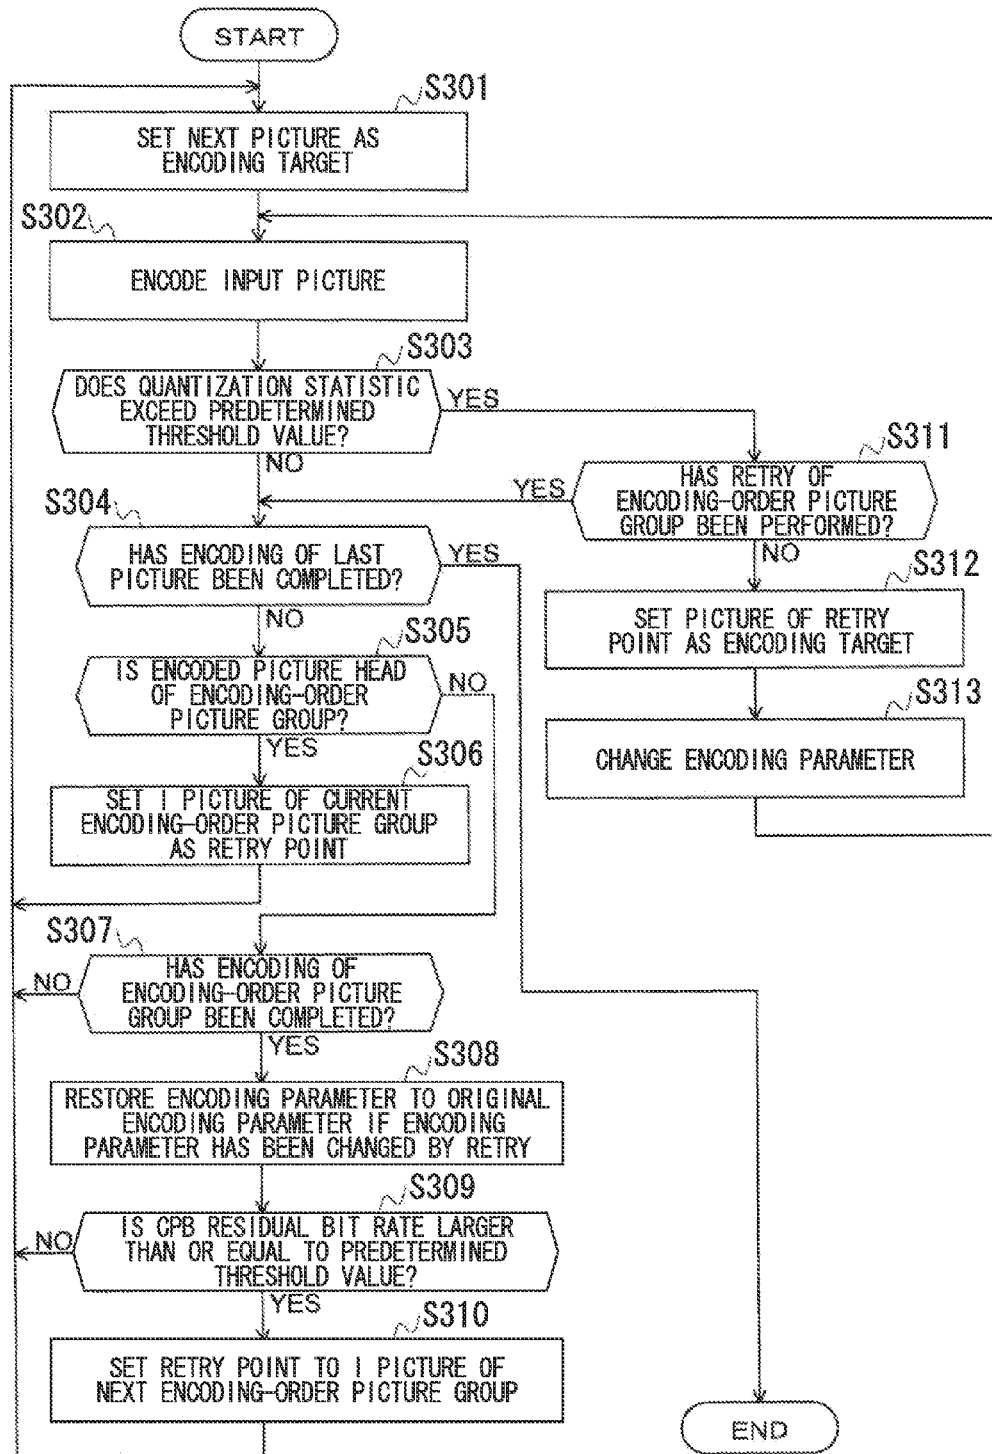 START
S301
SET NEXT PICTURE AS
ENCODING TARGET
S302
ENCODE INPUT PICTURE
S303
DOES QUANTIZATION STATISTIC
EXCEED PREDETERMINED
THRESHOLD VALUE?
YES
NO
S311
HAS RETRY OF
ENCODING-ORDER PICTURE
GROUP BEEN PERFORMED?
YES
NO
S304
HAS ENCODING OF LAST
PICTURE BEEN COMPLETED?
YES
NO
S312
SET PICTURE OF RETRY
POINT AS ENCODING TARGET
S305
IS ENCODED PICTURE HEAD
OF ENCODING-ORDER
PICTURE GROUP?
NO
YES
S313
CHANGE ENCODING PARAMETER
S306
SET I PICTURE OF CURRENT
ENCODING-ORDER PICTURE GROUP
AS RETRY POINT
S307
HAS ENCODING OF
ENCODING-ORDER PICTURE
GROUP BEEN COMPLETED?
NO
YES
S308
RESTORE ENCODING PARAMETER TO ORIGINAL
ENCODING PARAMETER IF ENCODING
PARAMETER HAS BEEN CHANGED BY RETRY
S309
IS CPB RESIDUAL BIT RATE LARGER
THAN OR EQUAL TO PREDETERMINED
THRESHOLD VALUE?
NO
YES
S310
SET RETRY POINT TO I PICTURE OF
NEXT ENCODING-ORDER PICTURE GROUP
END